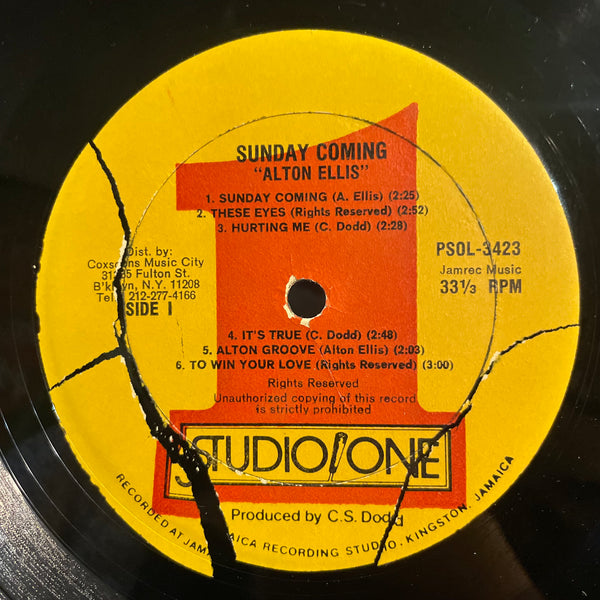 SUNDAY COMING
"ALTON ELLIS"
1. SUNDAY COMING (A. Ellis) (2:25)
2. THESE EYES (Rights Reserved) (2:52)
3. HURTING ME (C. Dodd) (2:28)
Dist. by:
Coxsons Music City
Fulton St.
B'klyn, N.Y. 11208
Tel. 212-277-4166
SIDE I
PSOL-3423
Jamrec Music
33⅓ RPM
4. IT'S TRUE (C. Dodd) (2:48)
5. ALTON GROOVE (Alton Ellis) (2:03)
6. TO WIN YOUR LOVE (Rights Reserved) (3:00)
Rights Reserved
Unauthorized copying of this record
is strictly prohibited
STUDIO ONE
Produced by C.S. Dodd
RECORDED AT JAMAICA RECORDING STUDIO, KINGSTON, JAMAICA